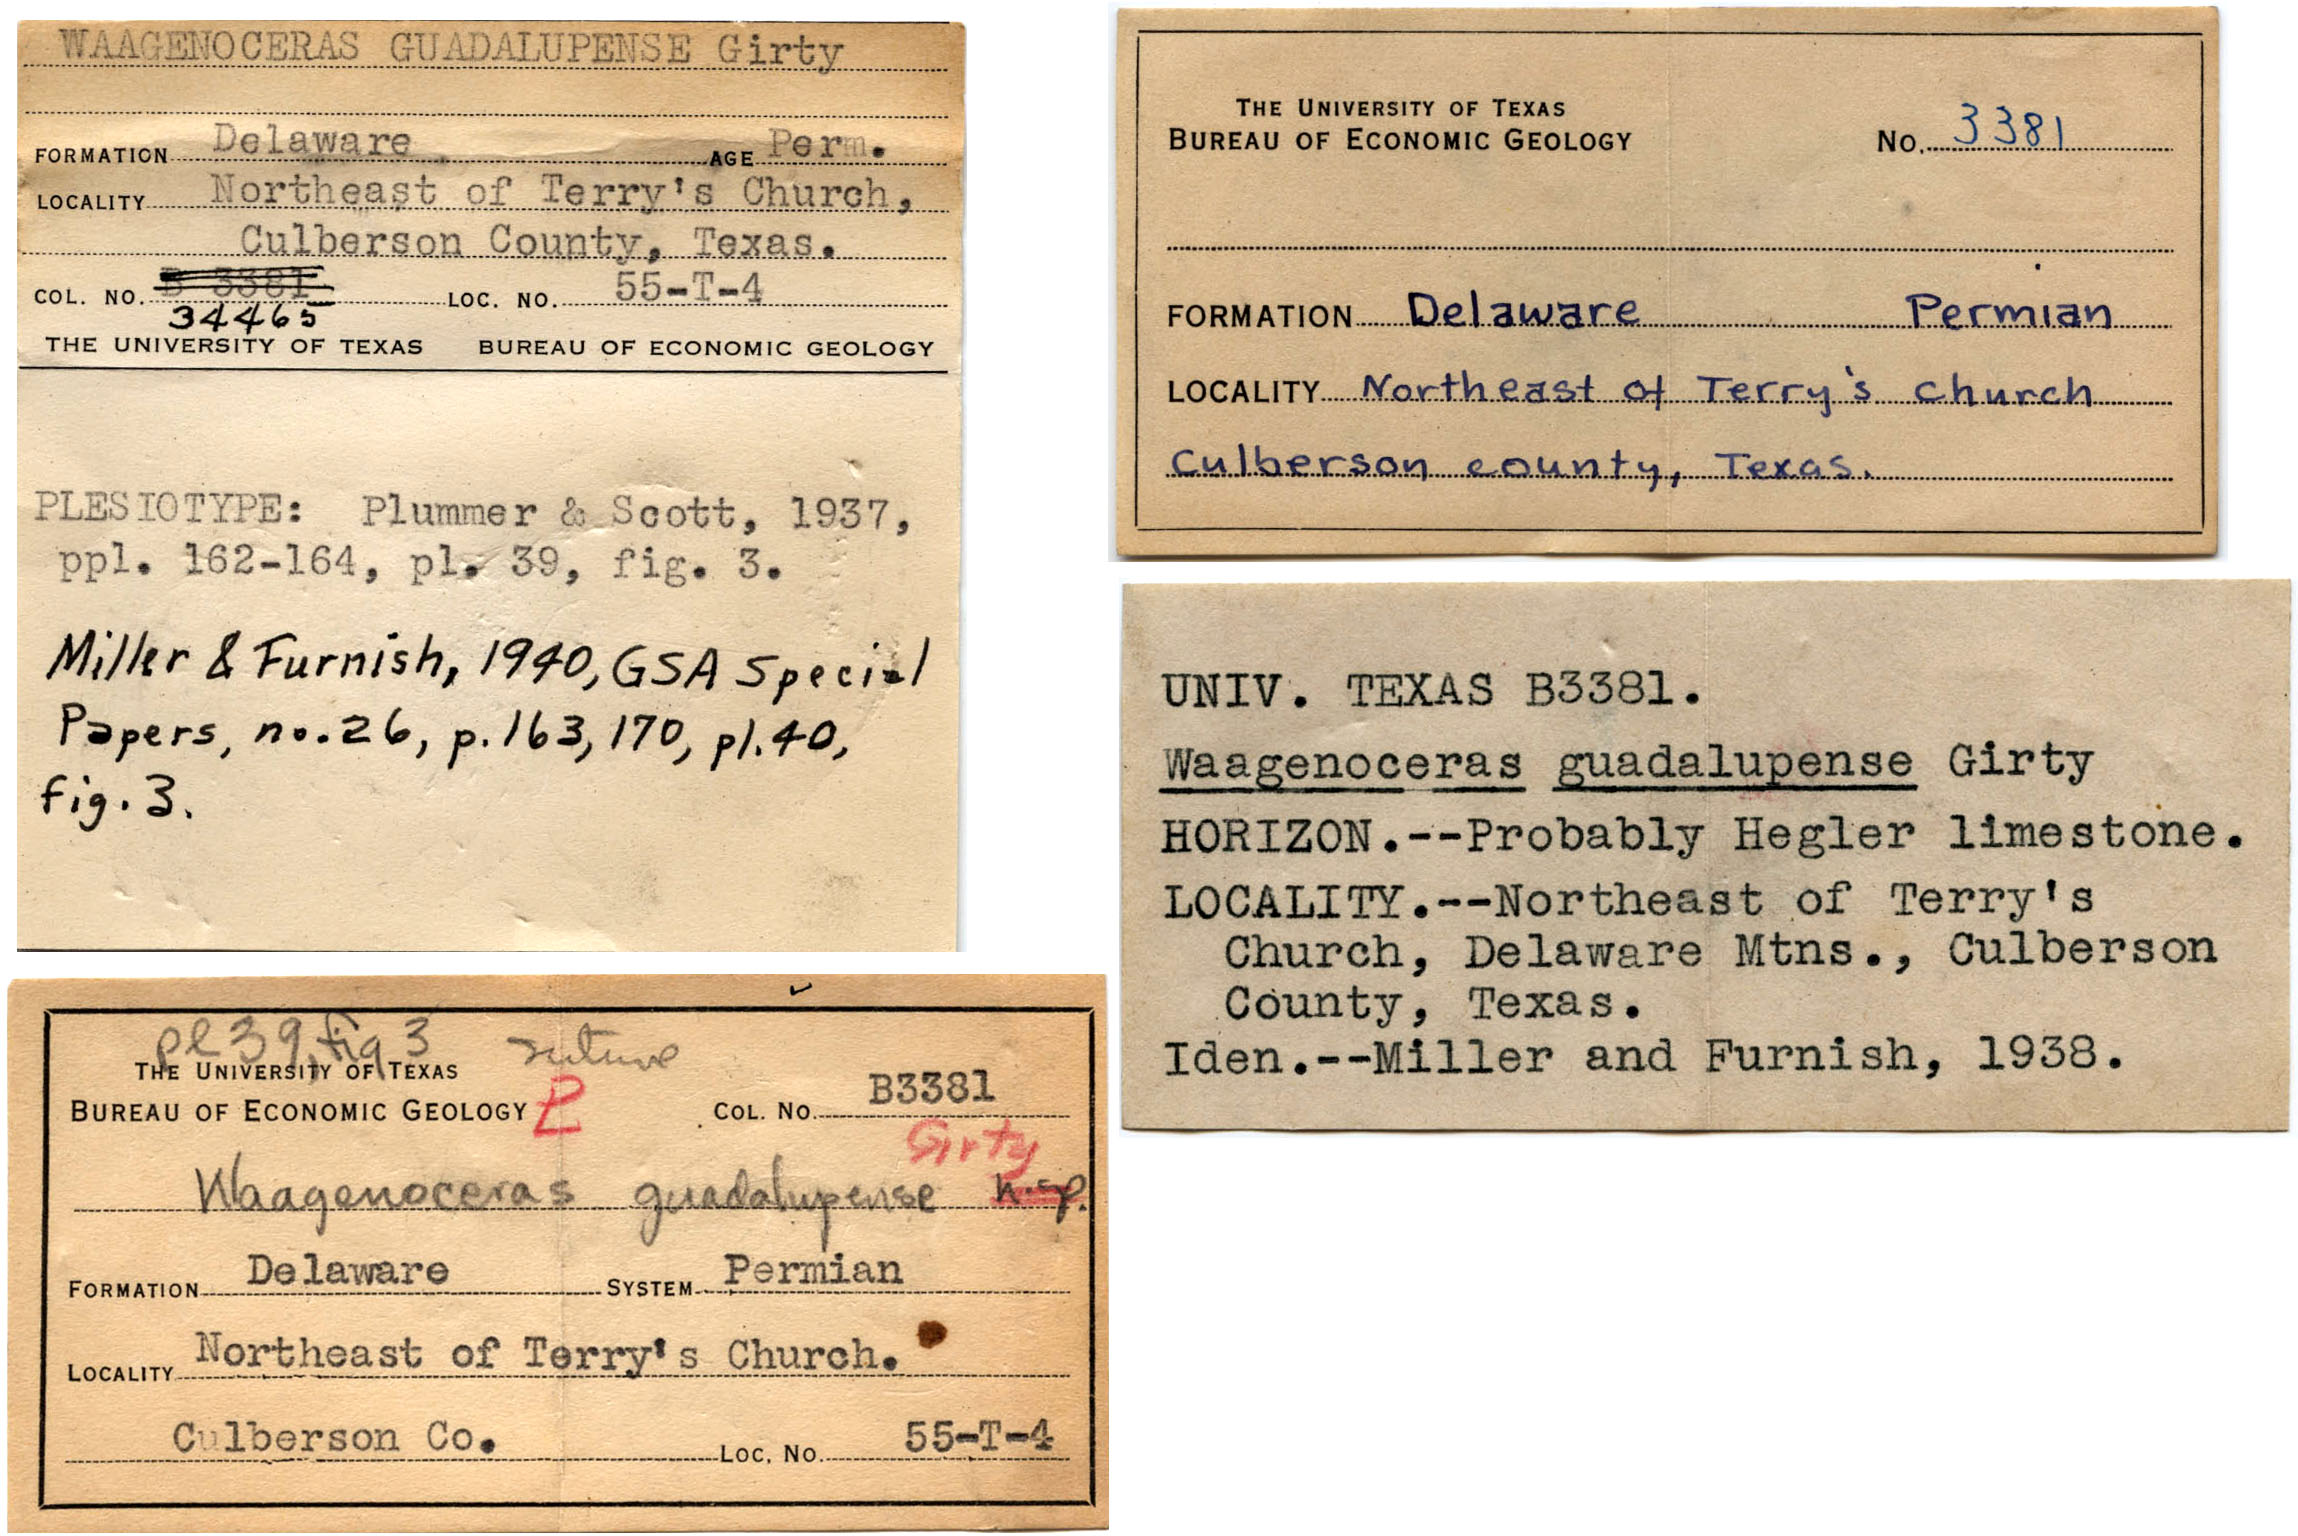 WAAGENOCERAS GUADALUPENSE Girty
FORMATION Delaware AGE Perm.
LOCALITY Northeast of Terry's Church,
Culberson County, Texas.
COL. NO. B 3381 LOC. NO. 55-T-4
34465
THE UNIVERSITY OF TEXAS BUREAU OF ECONOMIC GEOLOGY
PLESIOTYPE: Plummer & Scott, 1937,
ppl. 162-164, pl. 39, fig. 3.
Miller & Furnish, 1940, GSA Special
Papers, no. 26, p. 163, 170, pl. 40,
fig. 3.
THE UNIVERSITY OF TEXAS
BUREAU OF ECONOMIC GEOLOGY No. 3381
FORMATION Delaware Permian
LOCALITY Northeast of Terry's Church
Culberson county, Texas.
UNIV. TEXAS B3381.
Waagenoceras guadalupense Girty
HORIZON.--Probably Hegler limestone.
LOCALITY.--Northeast of Terry's
Church, Delaware Mtns., Culberson
County, Texas.
Iden.--Miller and Furnish, 1938.
pl 39, fig 3 suture
THE UNIVERSITY OF TEXAS
BUREAU OF ECONOMIC GEOLOGY P COL. No. B3381
Girty
Waagenoceras guadalupense n.sp.
FORMATION Delaware SYSTEM Permian
LOCALITY Northeast of Terry's Church.
Culberson Co. LOC. No. 55-T-4